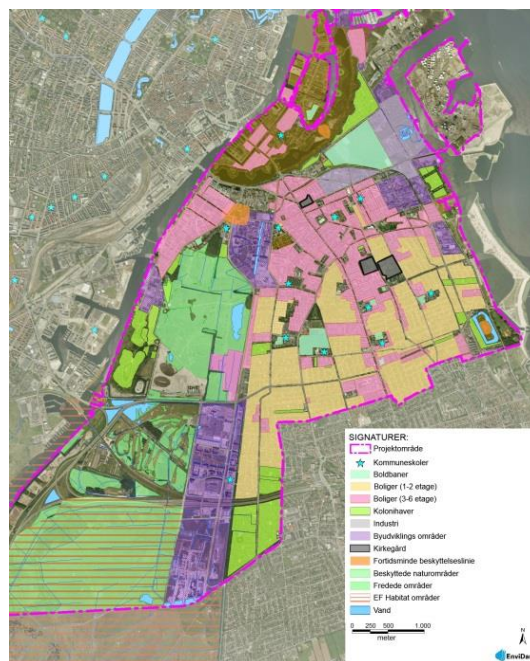 SIGNATURER:
Projektområde
Kommuneskoler
Boldbaner
Boliger (1-2 etage)
Boliger (3-6 etage)
Kolonihaver
Industri
Byudviklings områder
Kirkegård
Fortidsminde beskyttelseslinie
Beskyttede naturområder
Fredede områder
EF Habitat områder
Vand
0 250 500 1.000
meter
N
EnviDa